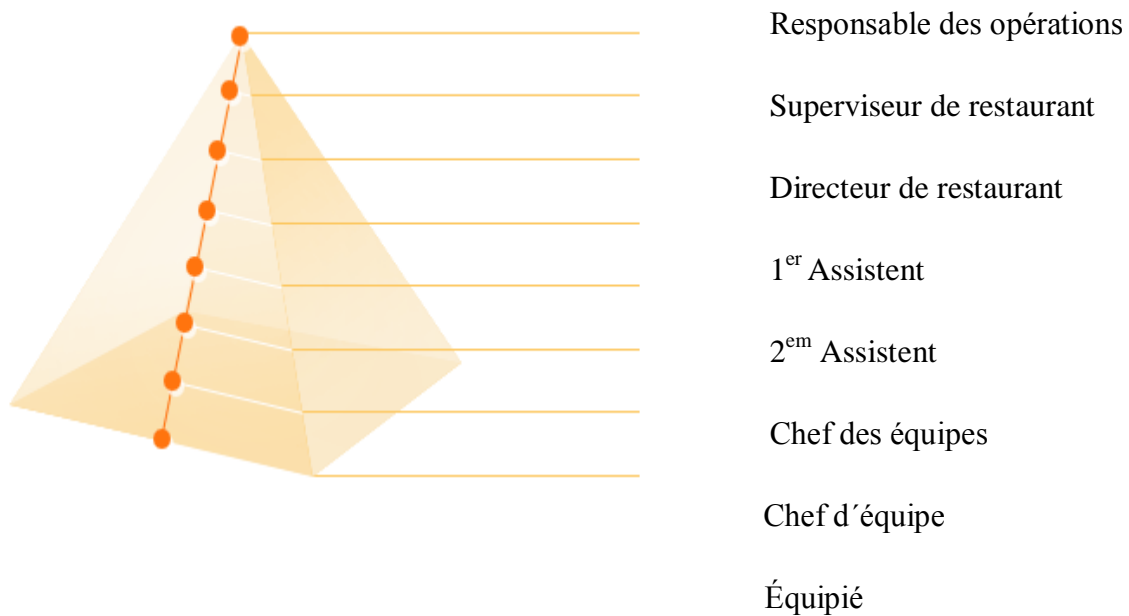 Responsable des opérations
Superviseur de restaurant
Directeur de restaurant
1er Assistent
2em Assistent
Chef des équipes
Chef d´équipe
Équipié